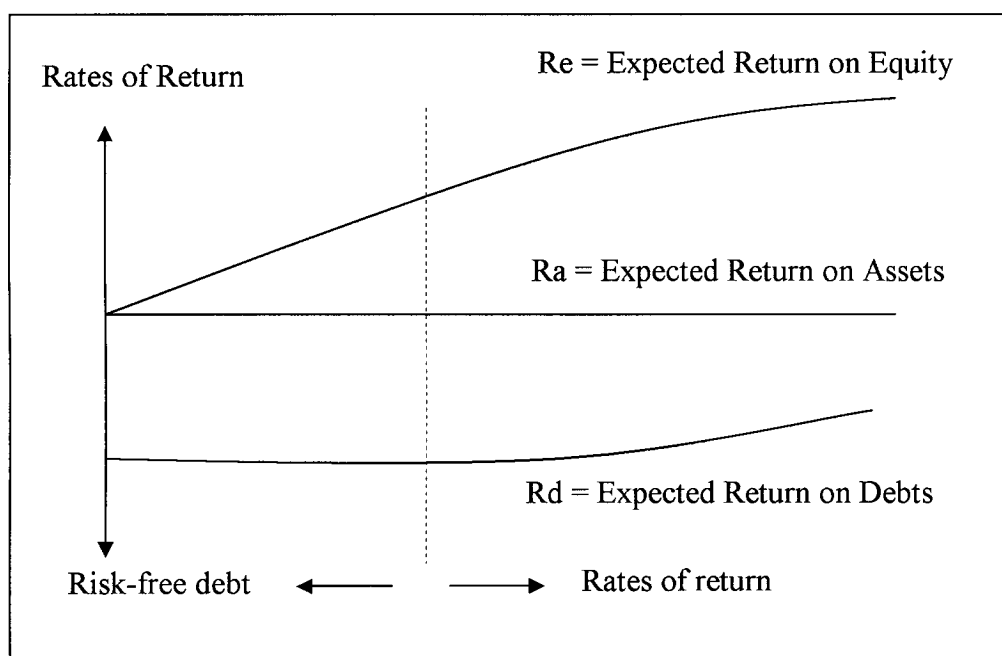 Re = Expected Return on Equity
Rates of Return
Ra = Expected Return on Assets
Rd = Expected Return on Debts
Risk-free debt
Rates of return